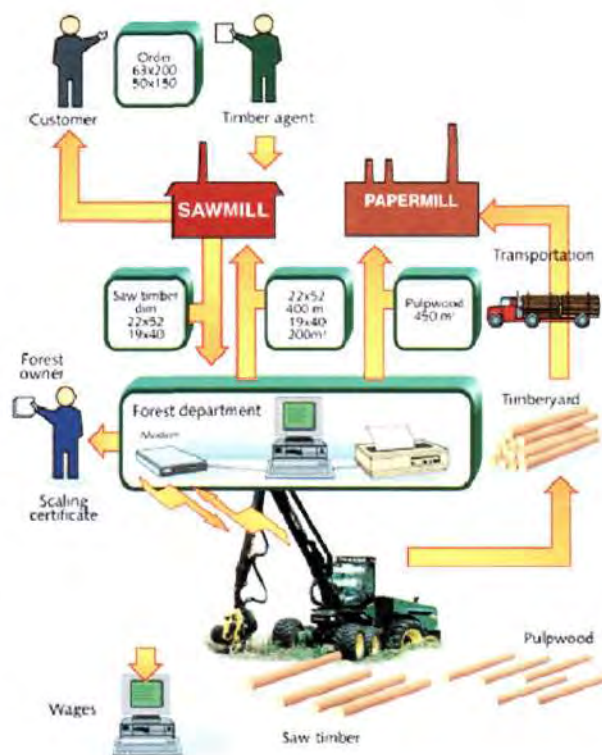 Order
63x200
50x150
Customer
Timber agent
SAWMILL
PAPERMILL
Transportation
Saw timber
dim
22x52
19x40
22x52
400 m
19x40
200m³
Pulpwood
450 m³
Forest
owner
Forest department
Modem
Timberyard
Scaling
certificate
Pulpwood
Wages
Saw timber